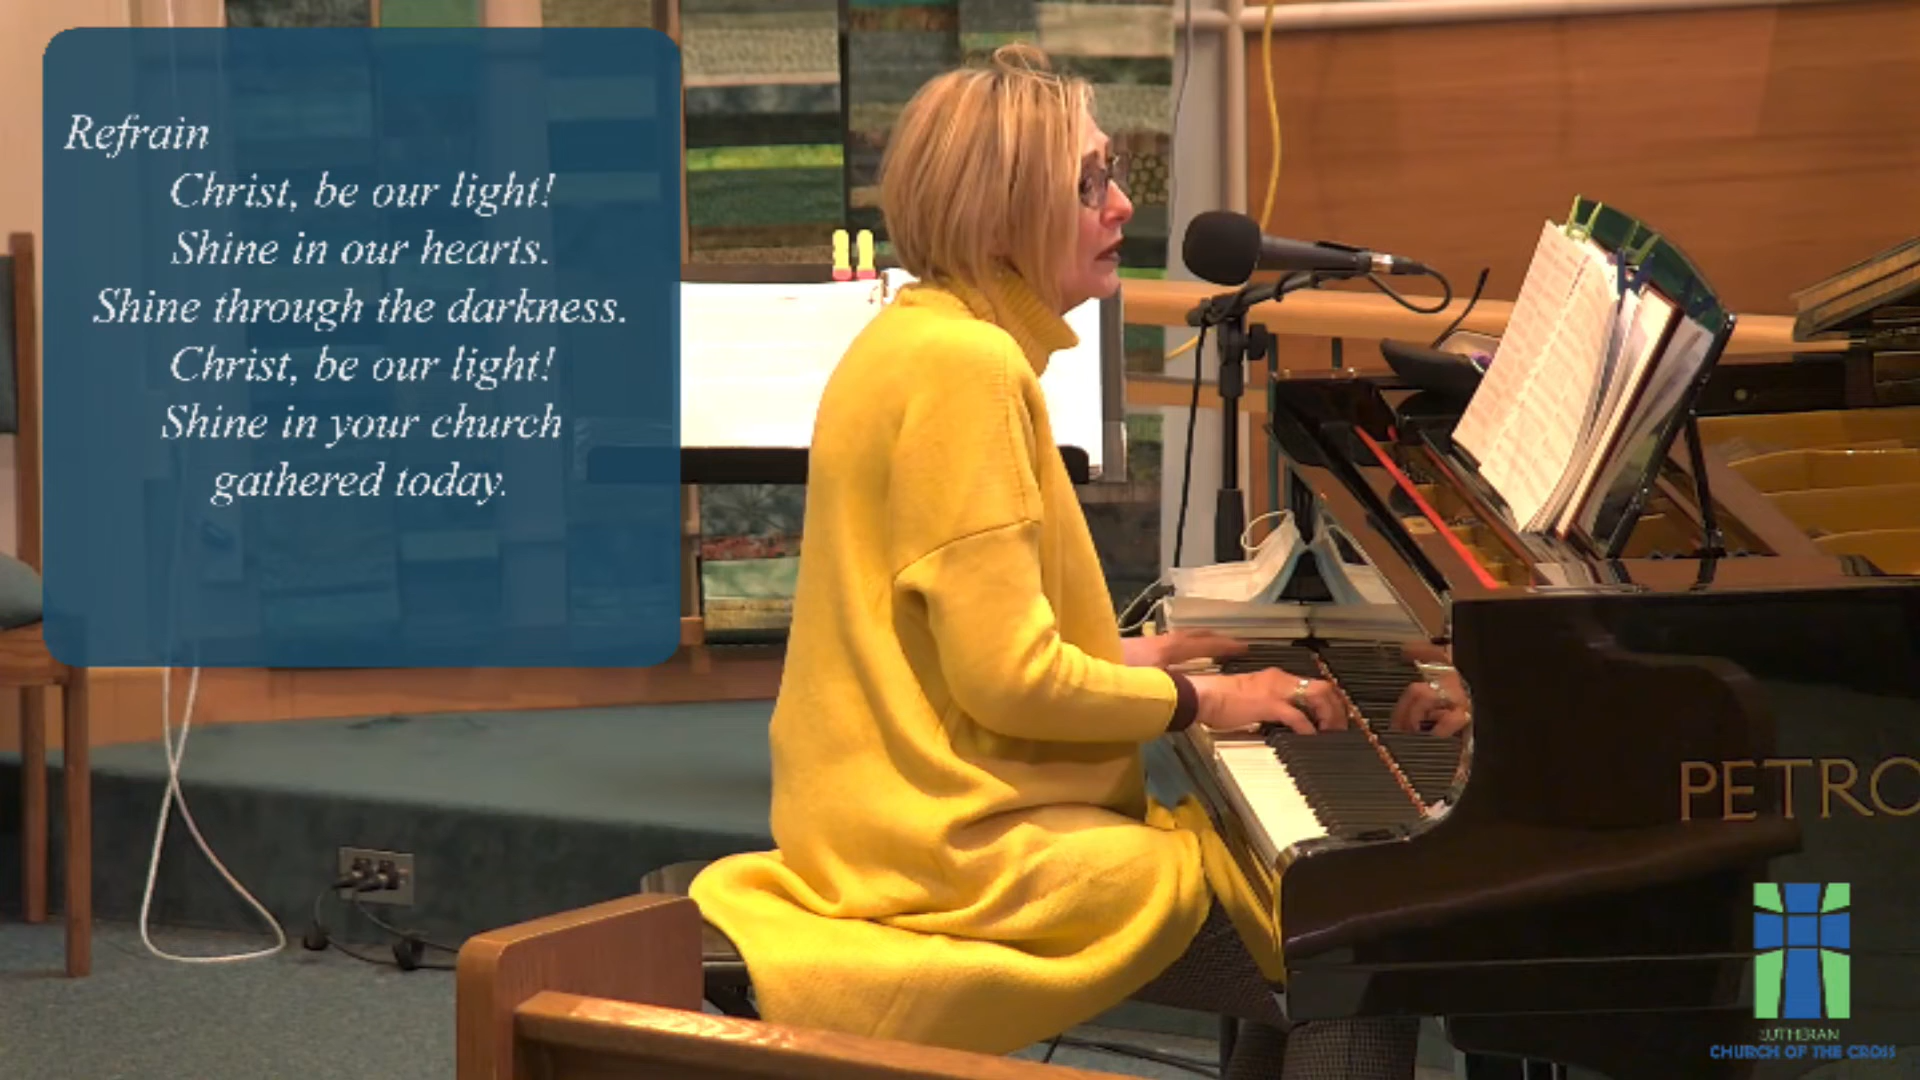 Refrain
Christ, be our light!
Shine in our hearts.
Shine through the darkness.
Christ, be our light!
Shine in your church
gathered today.
PETRO
LUTHERAN
CHURCH OF THE CROSS